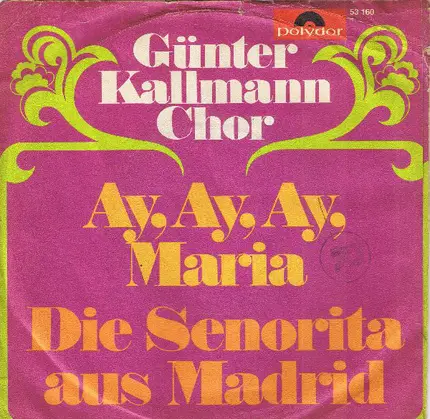 polydor
53 160
Günter
Kallmann
Chor
Ay, Ay, Ay,
Maria
Die Senorita
aus Madrid